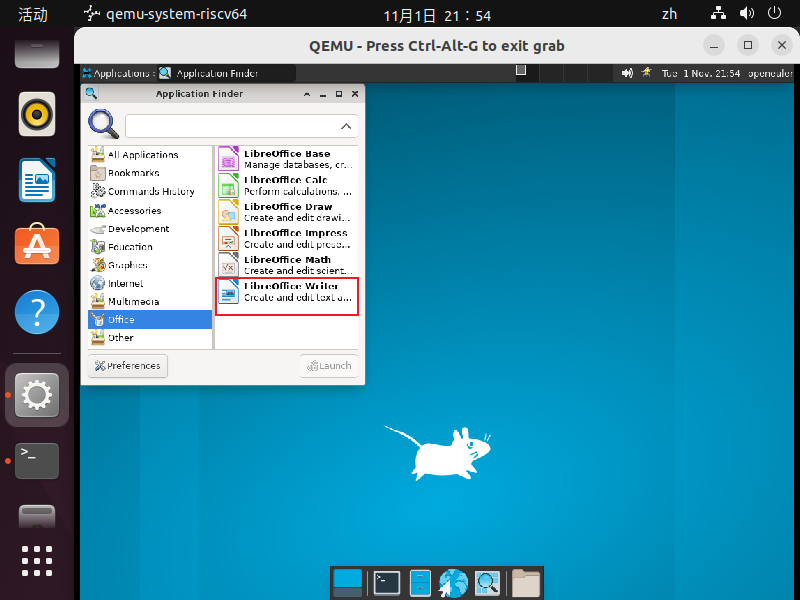 活动 qemu-system-riscv64 11月1日 21：54 zh
QEMU - Press Ctrl-Alt-G to exit grab
Applications : Application Finder Tue 1 Nov, 21:54 openeuler
Application Finder
All Applications
Bookmarks
Commands History
Accessories
Development
Education
Graphics
Internet
Multimedia
Office
Other
LibreOffice Base
Manage databases, cr...
LibreOffice Calc
Perform calculations, ...
LibreOffice Draw
Create and edit drawi...
LibreOffice Impress
Create and edit prese...
LibreOffice Math
Create and edit scient...
LibreOffice Writer
Create and edit text a...
Preferences Launch